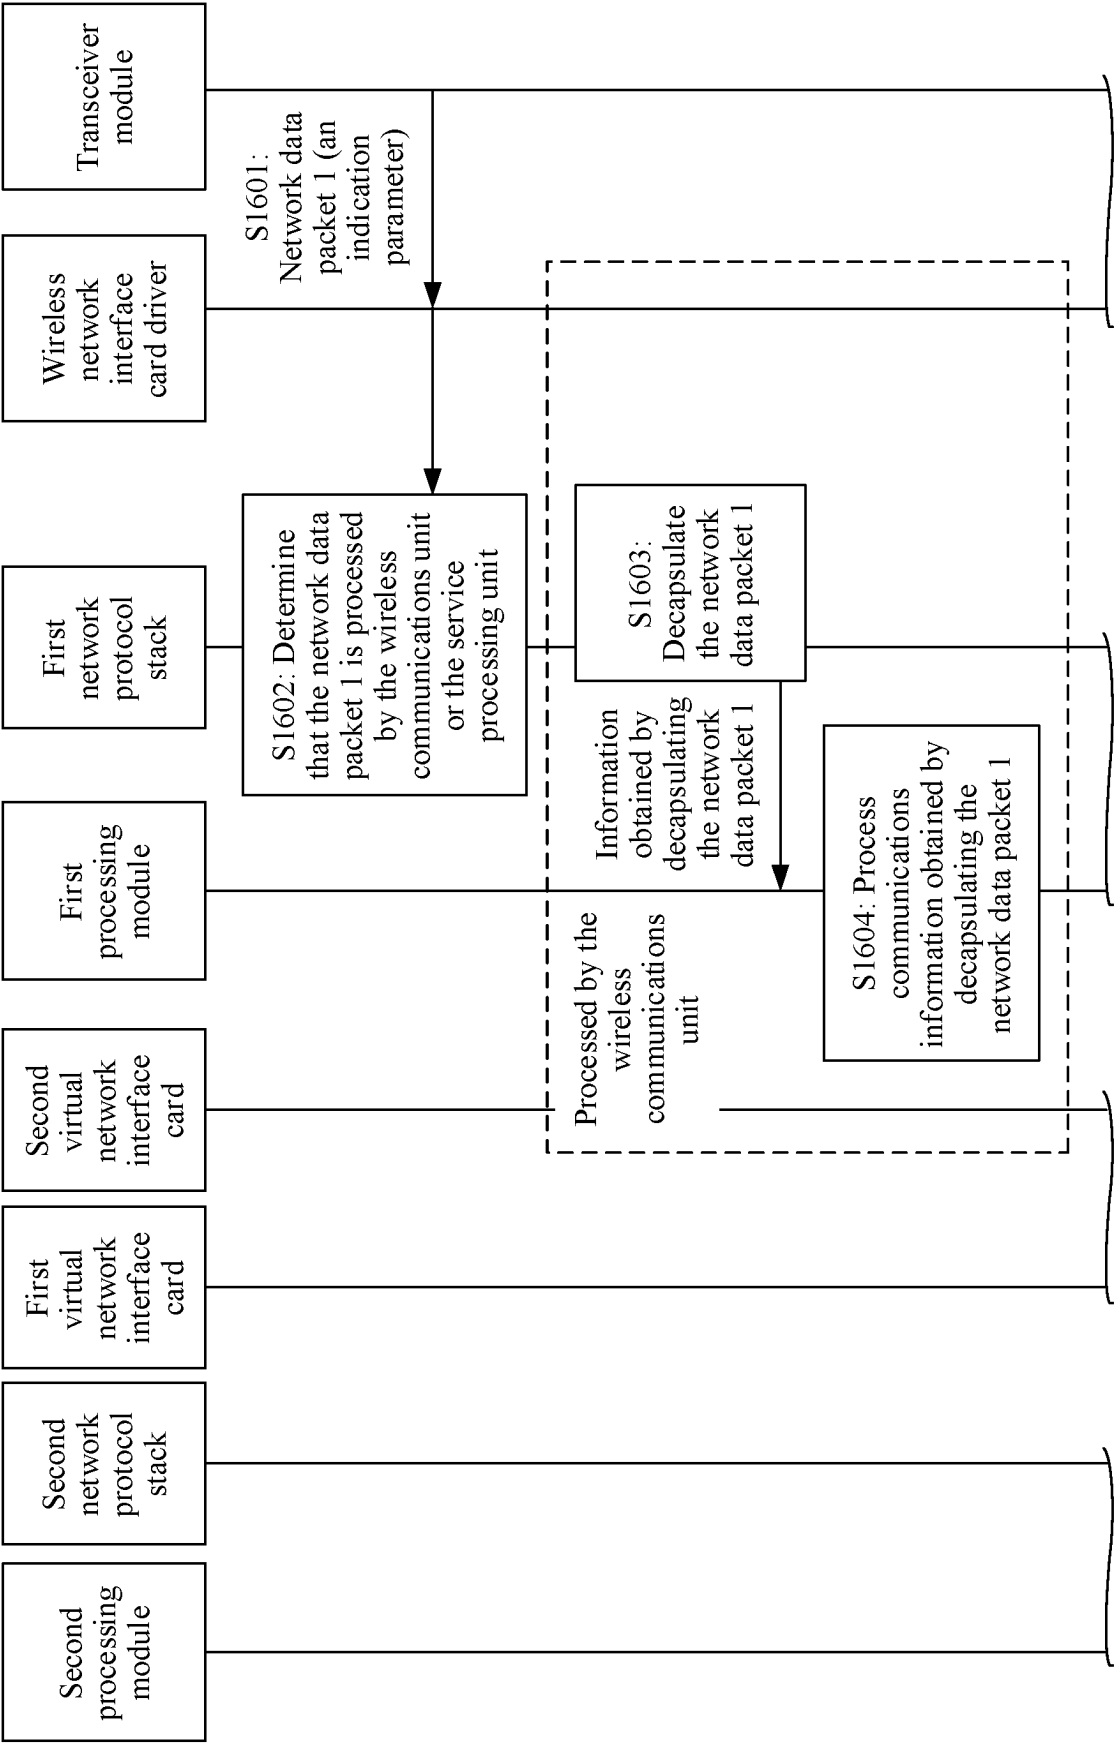 Second
processing
module
Second
network
protocol
stack
First
virtual
network
interface
card
Second
virtual
network
interface
card
First
processing
module
First
network
protocol
stack
Wireless
network
interface
card driver
Transceiver
module
S1601:
Network data
packet 1 (an
indication
parameter)
S1602: Determine
that the network data
packet 1 is processed
by the wireless
communications unit
or the service
processing unit
Processed by the
wireless
communications
unit
S1603:
Decapsulate
the network
data packet 1
Information
obtained by
decapsulating
the network
data packet 1
S1604: Process
communications
information obtained by
decapsulating the
network data packet 1